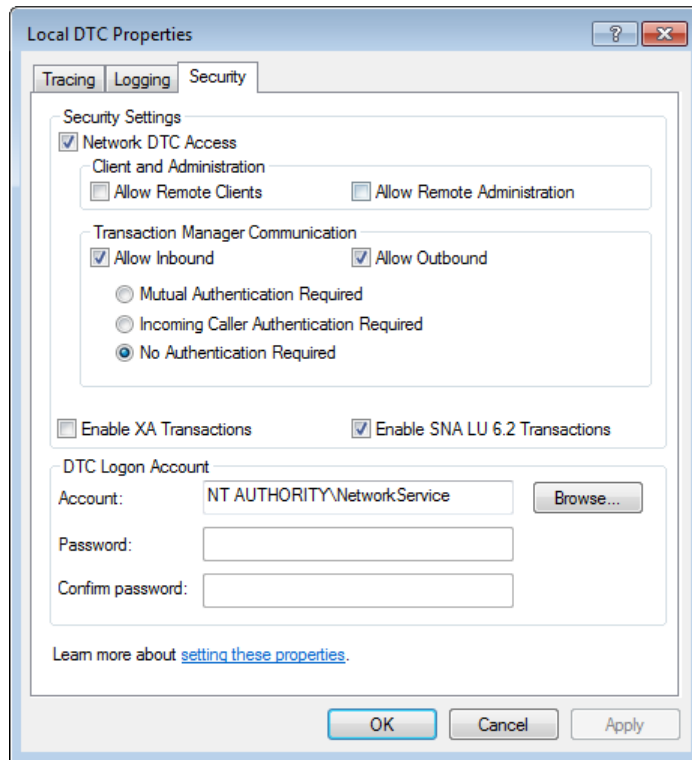 Local DTC Properties
?
Tracing Logging Security
Security Settings
Network DTC Access
Client and Administration
Allow Remote Clients Allow Remote Administration
Transaction Manager Communication
Allow Inbound Allow Outbound
Mutual Authentication Required
Incoming Caller Authentication Required
No Authentication Required
Enable XA Transactions Enable SNA LU 6.2 Transactions
DTC Logon Account
Account: NT AUTHORITY\NetworkService Browse...
Password:
Confirm password:
Learn more about setting these properties.
OK Cancel Apply